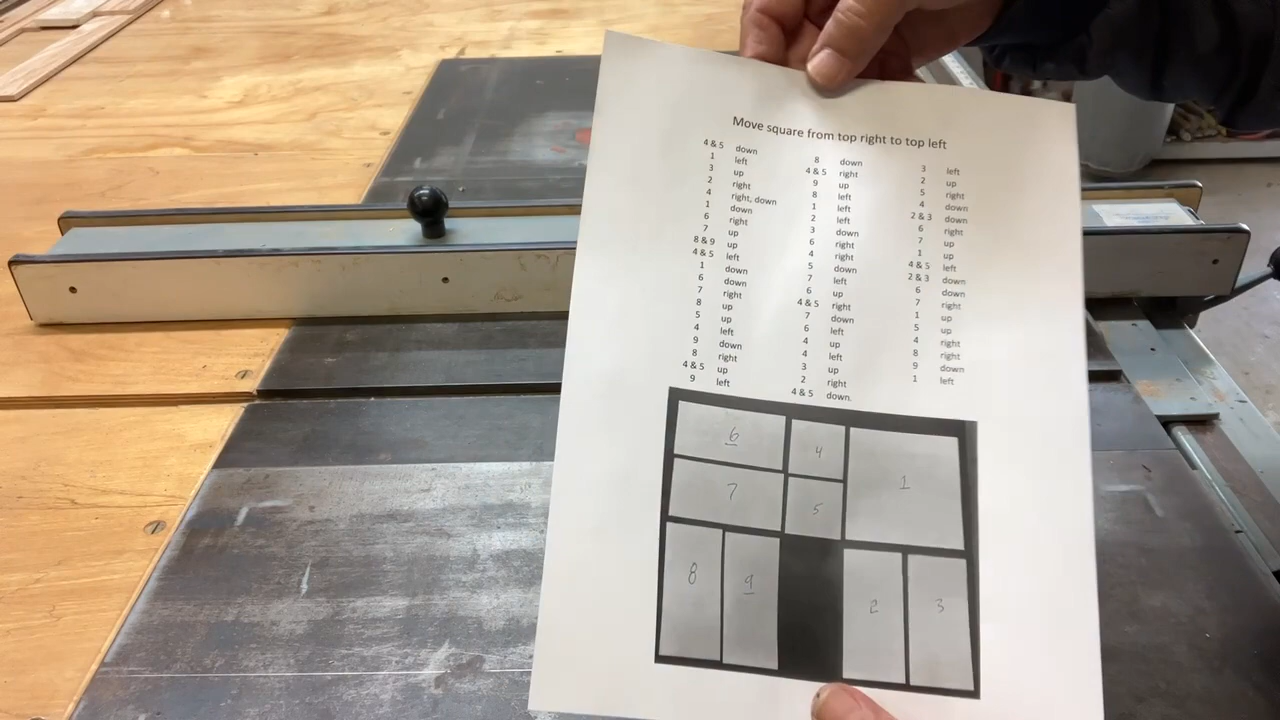 Move square from top right to top left
4 & 5 down
1 left
3 up
2 right
4 right, down
1 down
6 right
7 up
8 & 9 up
4 & 5 left
1 down
6 down
7 right
8 up
5 up
4 left
9 down
8 right
4 & 5 up
9 left
8 down
4 & 5 right
9 up
8 left
1 left
2 left
3 down
6 right
4 right
5 down
7 left
6 up
4 & 5 right
7 down
6 left
4 up
4 left
3 up
2 right
4 & 5 down.
3 left
2 up
5 right
4 down
2 & 3 down
6 right
7 up
1 up
4 & 5 left
2 & 3 down
6 down
7 right
1 up
5 up
4 right
8 right
9 down
1 left
6 4 1
7 5
8 9 2 3